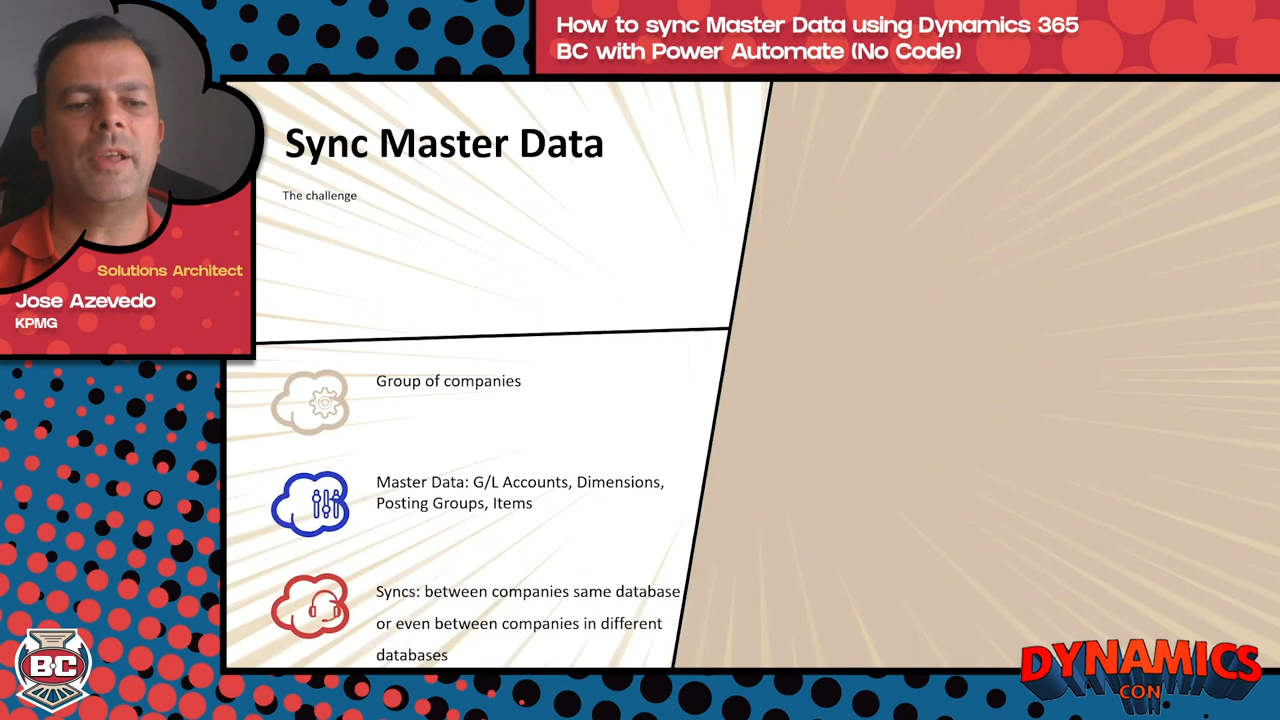 How to sync Master Data using Dynamics 365
BC with Power Automate (No Code)
Sync Master Data
The challenge
Solutions Architect
Jose Azevedo
KPMG
Group of companies
Master Data: G/L Accounts, Dimensions,
Posting Groups, Items
Syncs: between companies same database
or even between companies in different
databases
BC
DYNAMICS
CON